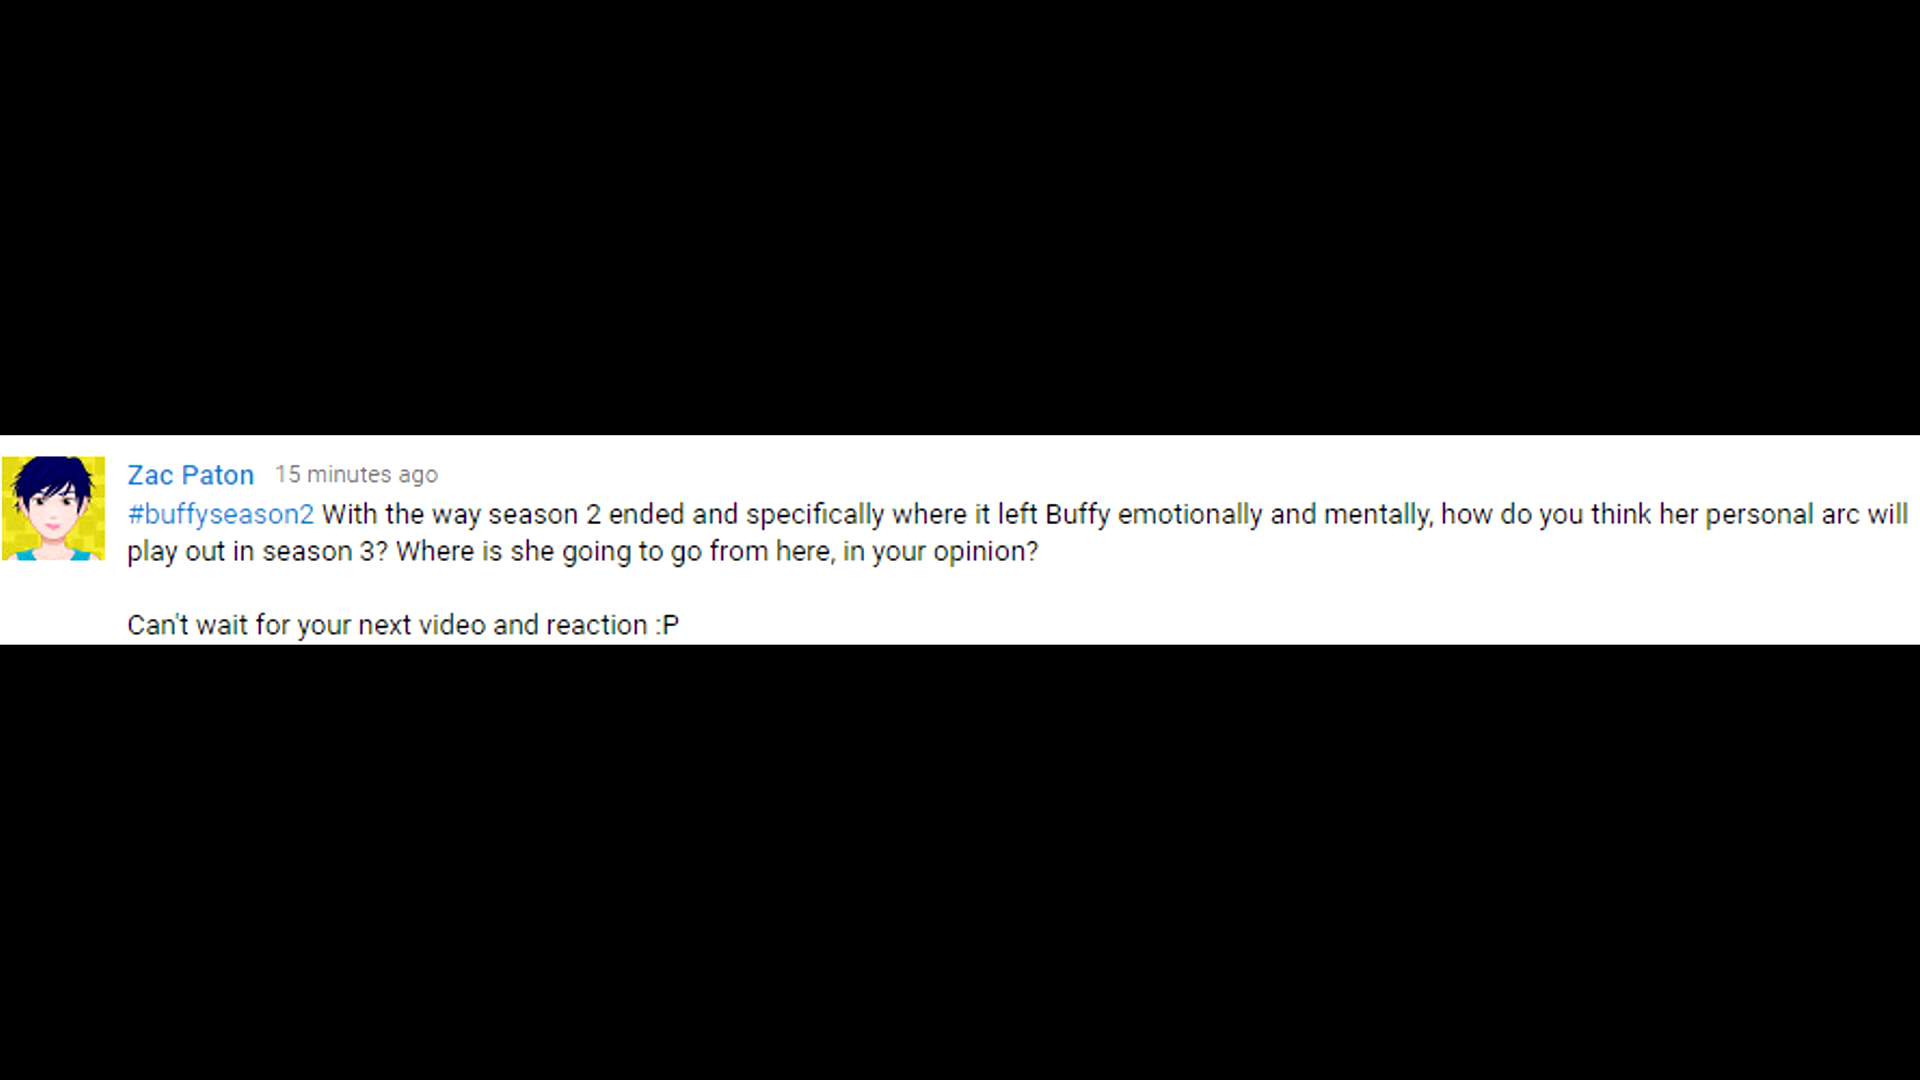 Zac Paton 15 minutes ago
#buffyseason2 With the way season 2 ended and specifically where it left Buffy emotionally and mentally, how do you think her personal arc will
play out in season 3? Where is she going to go from here, in your opinion?
Can't wait for your next video and reaction :P